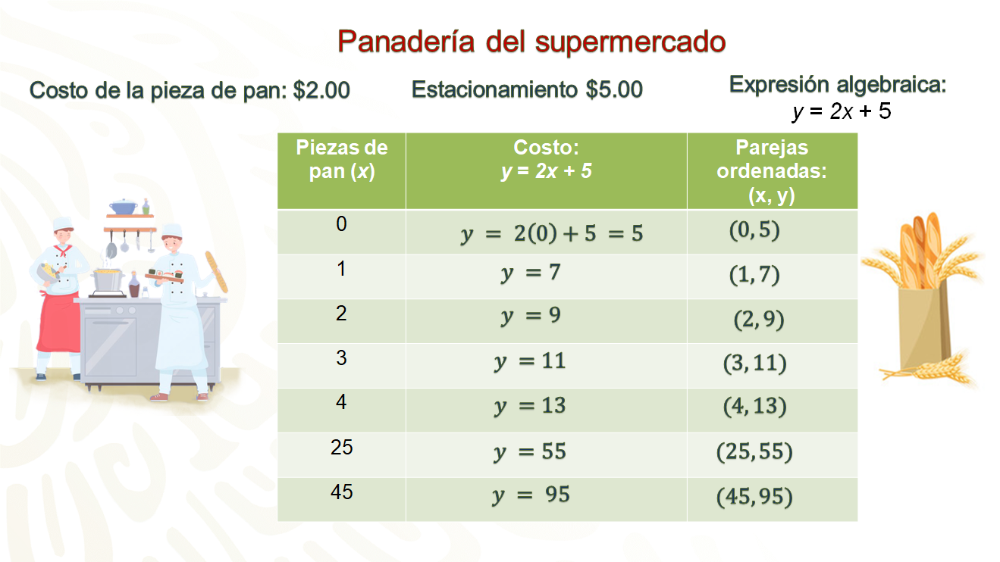 Panadería del supermercado
Costo de la pieza de pan: $2.00
Estacionamiento $5.00
Expresión algebraica:
y = 2x + 5
Piezas de
pan (x)
Costo:
y = 2x + 5
Parejas
ordenadas:
(x, y)
0
y = 2(0) + 5 = 5
(0, 5)
1
y = 7
(1, 7)
2
y = 9
(2, 9)
3
y = 11
(3, 11)
4
y = 13
(4, 13)
25
y = 55
(25, 55)
45
y = 95
(45, 95)